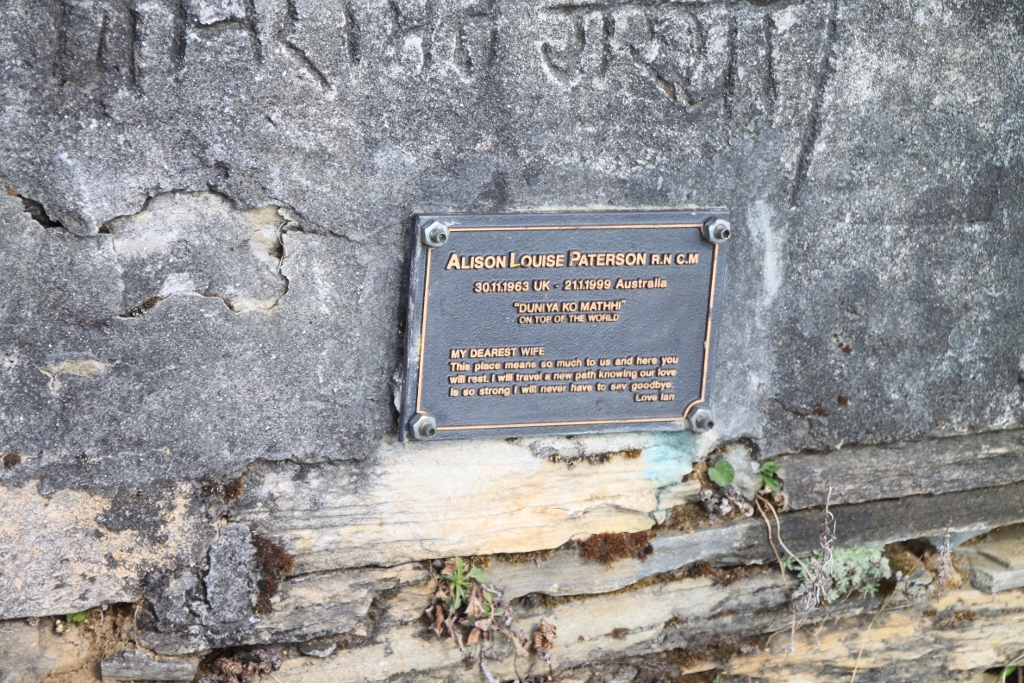 ALISON LOUISE PATERSON R.N C.M
30.11.1963 UK - 21.1.1999 Australia
"DUNIYA KO MATHHI"
ON TOP OF THE WORLD
MY DEAREST WIFE
This place means so much to us and here you
will rest. I will travel a new path knowing our love
is so strong I will never have to say goodbye.
Love Ian